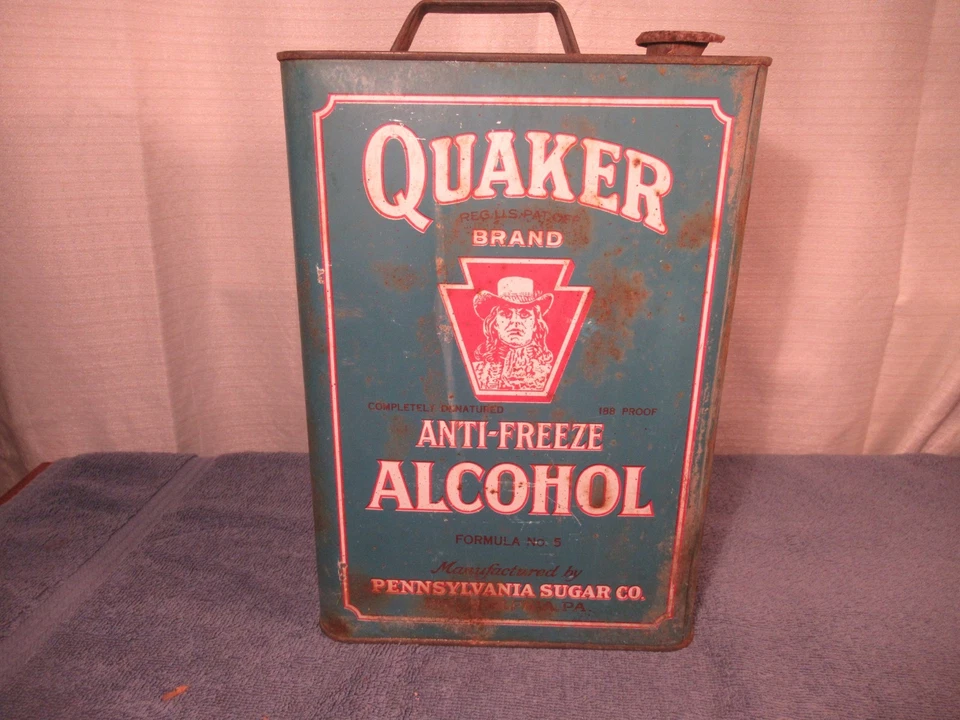 QUAKER
REG. U.S. PAT. OFF.
BRAND
COMPLETELY DENATURED 188 PROOF
ANTI-FREEZE
ALCOHOL
FORMULA No. 5
Manufactured by
PENNSYLVANIA SUGAR CO.
PA.